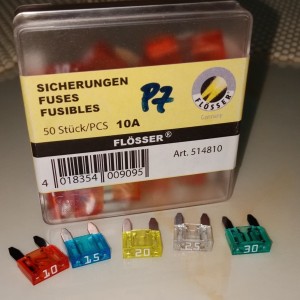 SICHERUNGEN
FUSES
FUSIBLES
P7
FLÖSSER
50 Stück/PCS 10A
FLÖSSER®
Art. 514810
4 018354 009095
10
15
20
25
30